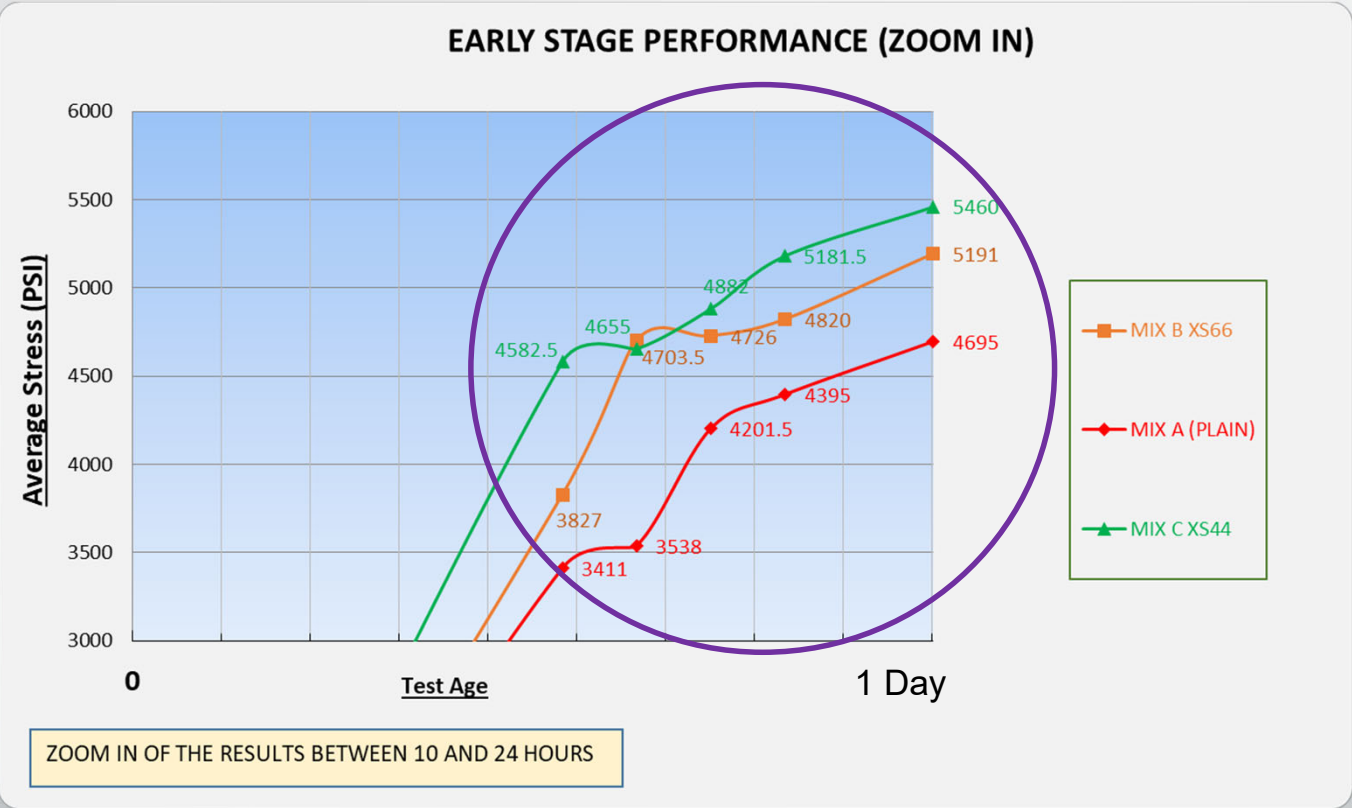 EARLY STAGE PERFORMANCE (ZOOM IN)
6000
5500
5000
4500
4000
3500
3000
Average Stress (PSI)
5460
5181.5
4882
4655
4582.5
5191
4820
4726
4703.5
3827
4695
4395
4201.5
3538
3411
MIX B XS66
MIX A (PLAIN)
MIX C XS44
0
Test Age
1 Day
ZOOM IN OF THE RESULTS BETWEEN 10 AND 24 HOURS